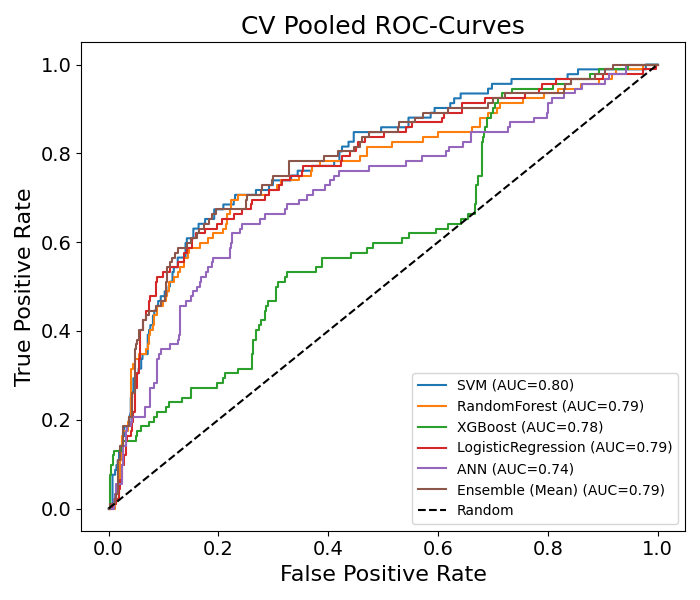 CV Pooled ROC-Curves
True Positive Rate
1.0
0.8
0.6
0.4
0.2
0.0
SVM (AUC=0.80)
RandomForest (AUC=0.79)
XGBoost (AUC=0.78)
LogisticRegression (AUC=0.79)
ANN (AUC=0.74)
Ensemble (Mean) (AUC=0.79)
Random
0.0 0.2 0.4 0.6 0.8 1.0
False Positive Rate